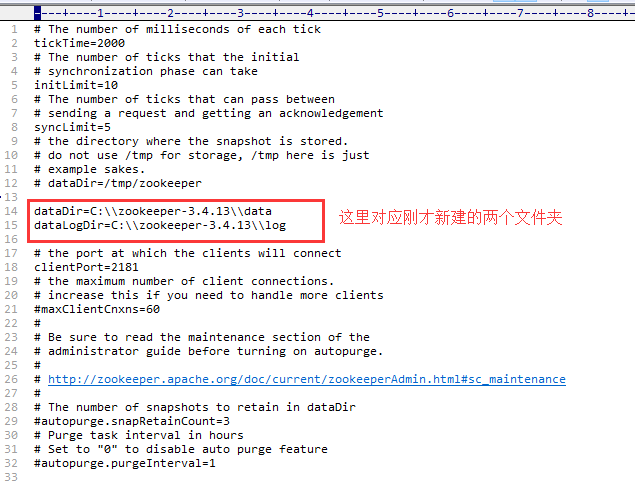 ----+----1----+----2----+----3----+----4----+----5----+----6----+----7----+----8----+-
1 # The number of milliseconds of each tick
2 tickTime=2000
3 # The number of ticks that the initial
4 # synchronization phase can take
5 initLimit=10
6 # The number of ticks that can pass between
7 # sending a request and getting an acknowledgement
8 syncLimit=5
9 # the directory where the snapshot is stored.
10 # do not use /tmp for storage, /tmp here is just
11 # example sakes.
12 # dataDir=/tmp/zookeeper
13
14 dataDir=C:\\zookeeper-3.4.13\\data
15 dataLogDir=C:\\zookeeper-3.4.13\\log
这里对应刚才新建的两个文件夹
16
17 # the port at which the clients will connect
18 clientPort=2181
19 # the maximum number of client connections.
20 # increase this if you need to handle more clients
21 #maxClientCnxns=60
22 #
23 # Be sure to read the maintenance section of the
24 # administrator guide before turning on autopurge.
25 #
26 # http://zookeeper.apache.org/doc/current/zookeeperAdmin.html#sc_maintenance
27 #
28 # The number of snapshots to retain in dataDir
29 #autopurge.snapRetainCount=3
30 # Purge task interval in hours
31 # Set to "0" to disable auto purge feature
32 #autopurge.purgeInterval=1
33